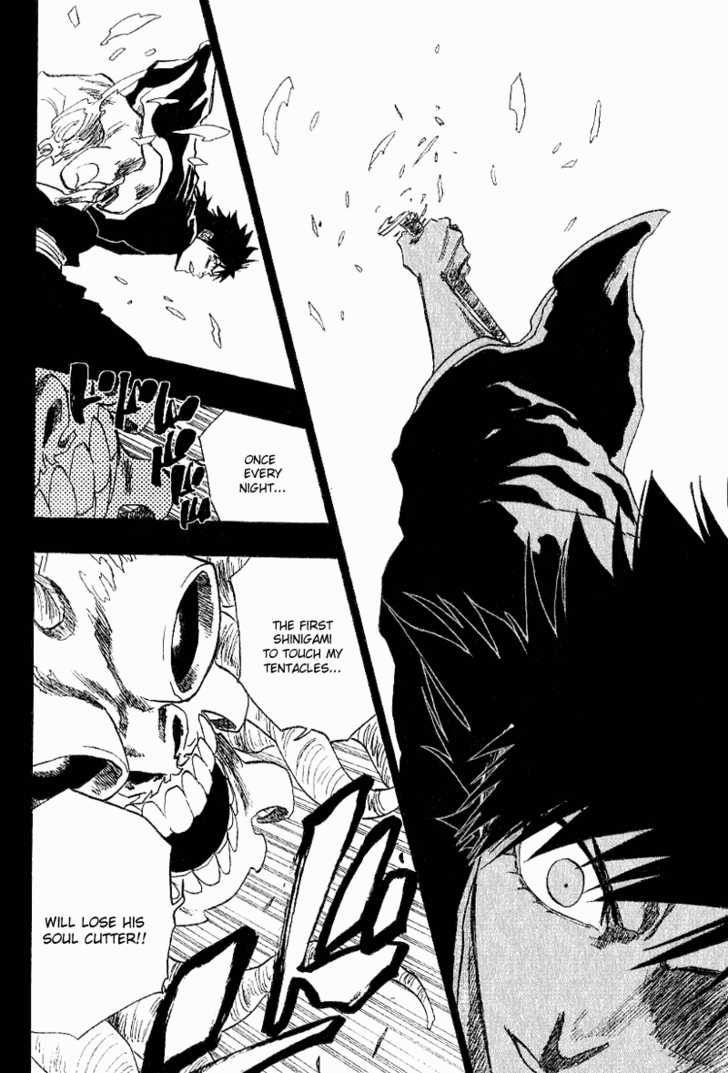 ONCE
EVERY
NIGHT...
THE FIRST
SHINIGAMI
TO TOUCH MY
TENTACLES...
WILL LOSE HIS
SOUL CUTTER!!